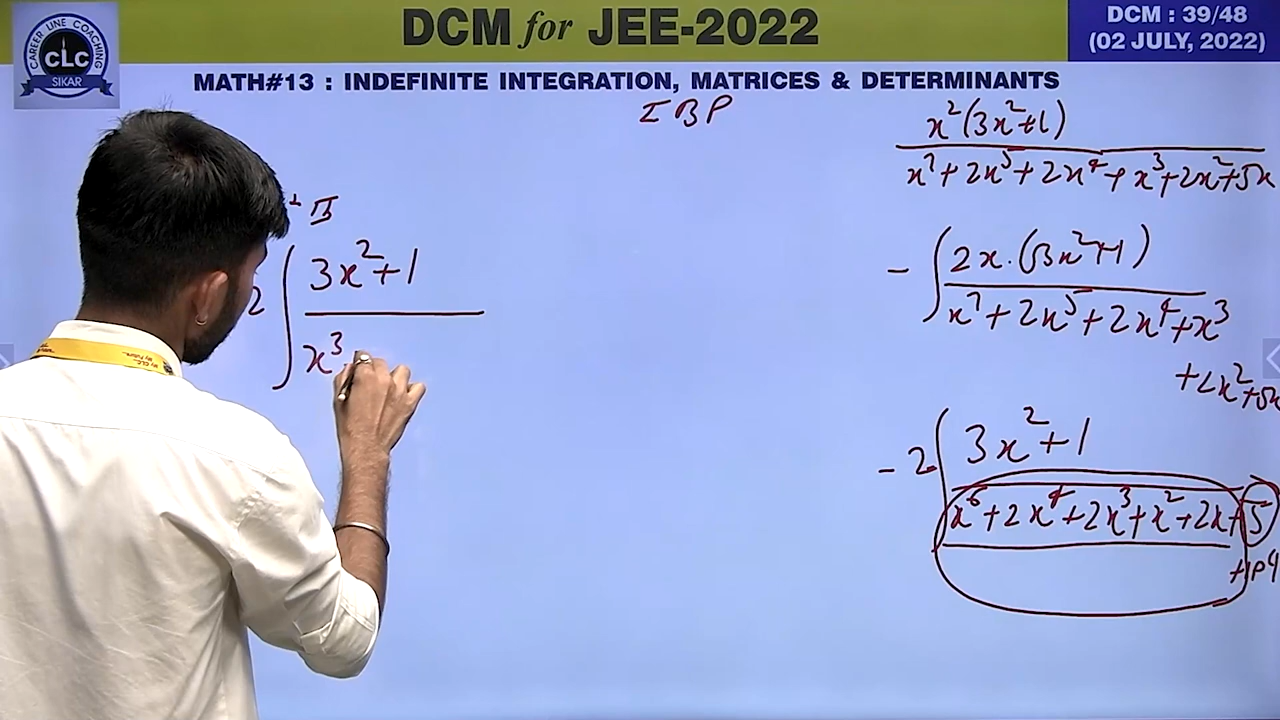 DCM for JEE-2022
DCM : 39/48
(02 JULY, 2022)
CAREER LINE COACHING
CLC
SIKAR
MATH#13 : INDEFINITE INTEGRATION, MATRICES & DETERMINANTS
I B P
x²(3x²+1)
x⁷+2x⁵+2x⁴+x³+2x²+5x
II
2∫ 3x²+1
x³
-∫ 2x.(3x²+1)
x⁷+2x⁵+2x⁴+x³
+2x²+5x
-2∫ 3x²+1
x⁶+2x⁴+2x³+x²+2x+5